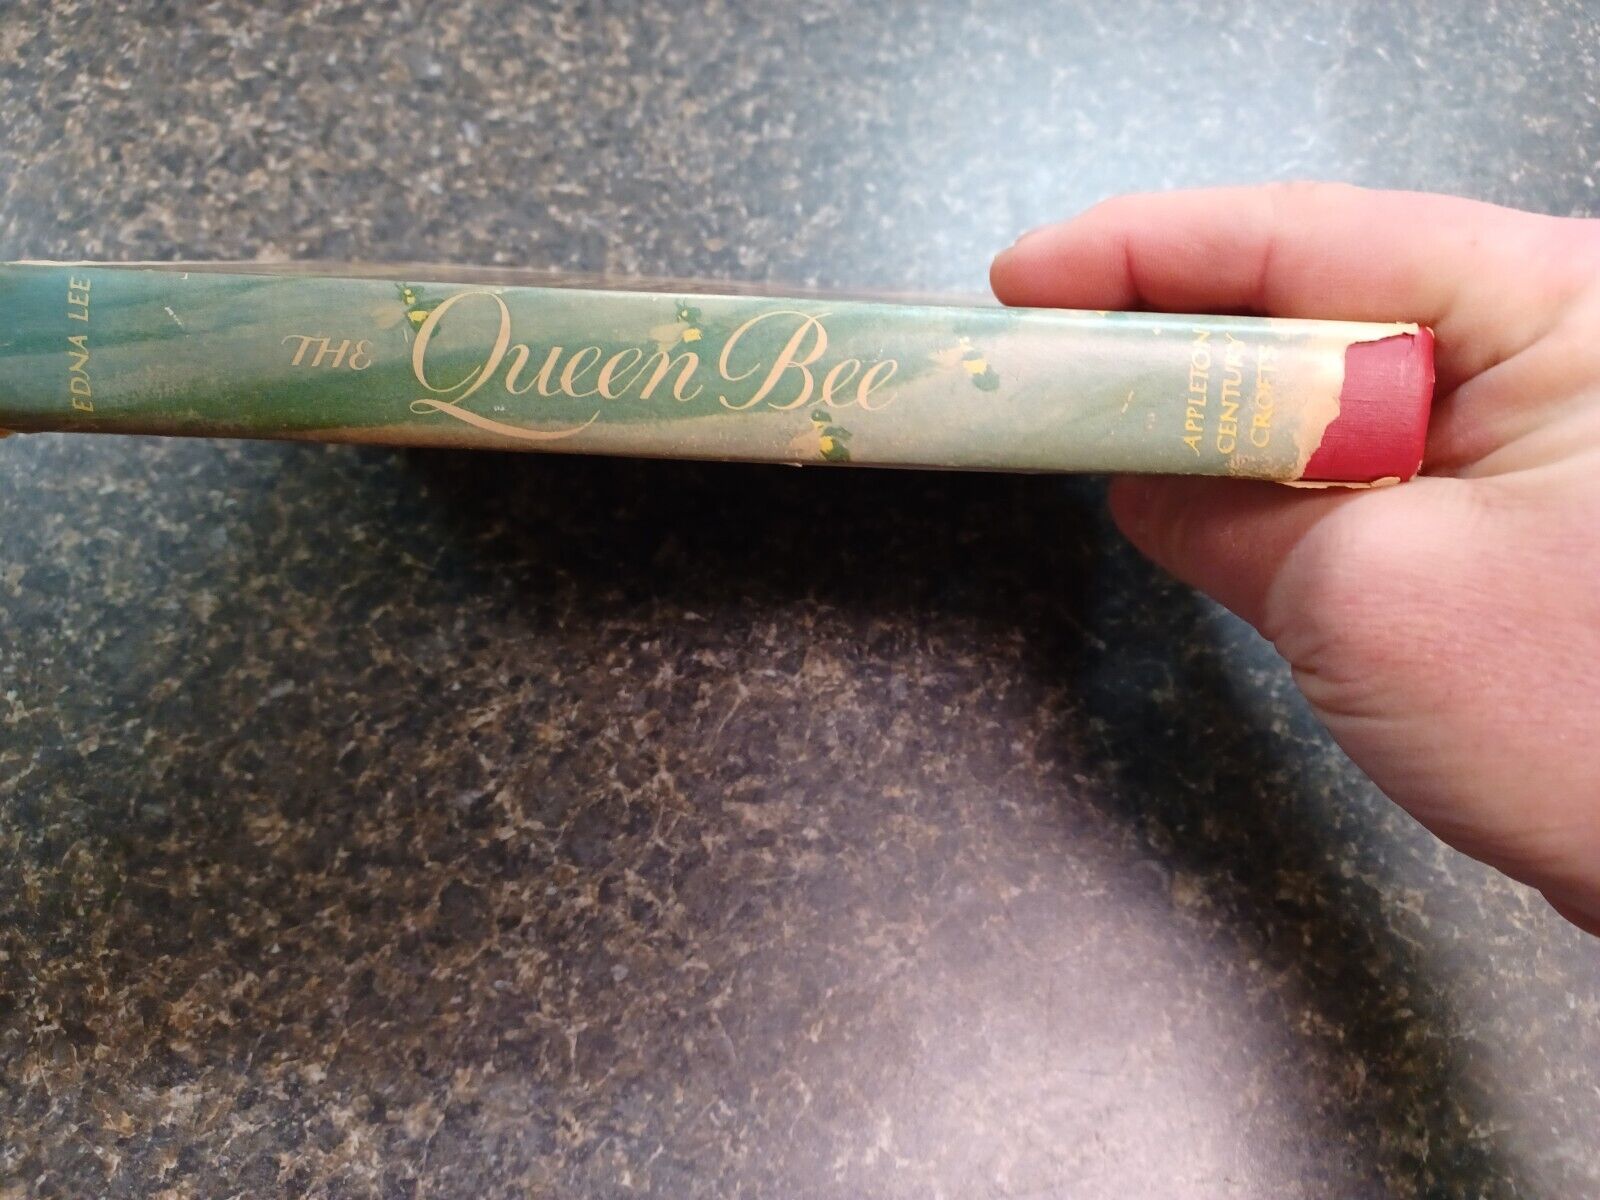 EDNA LEE
THE Queen Bee
APPLETON
CENTURY
CROFTS